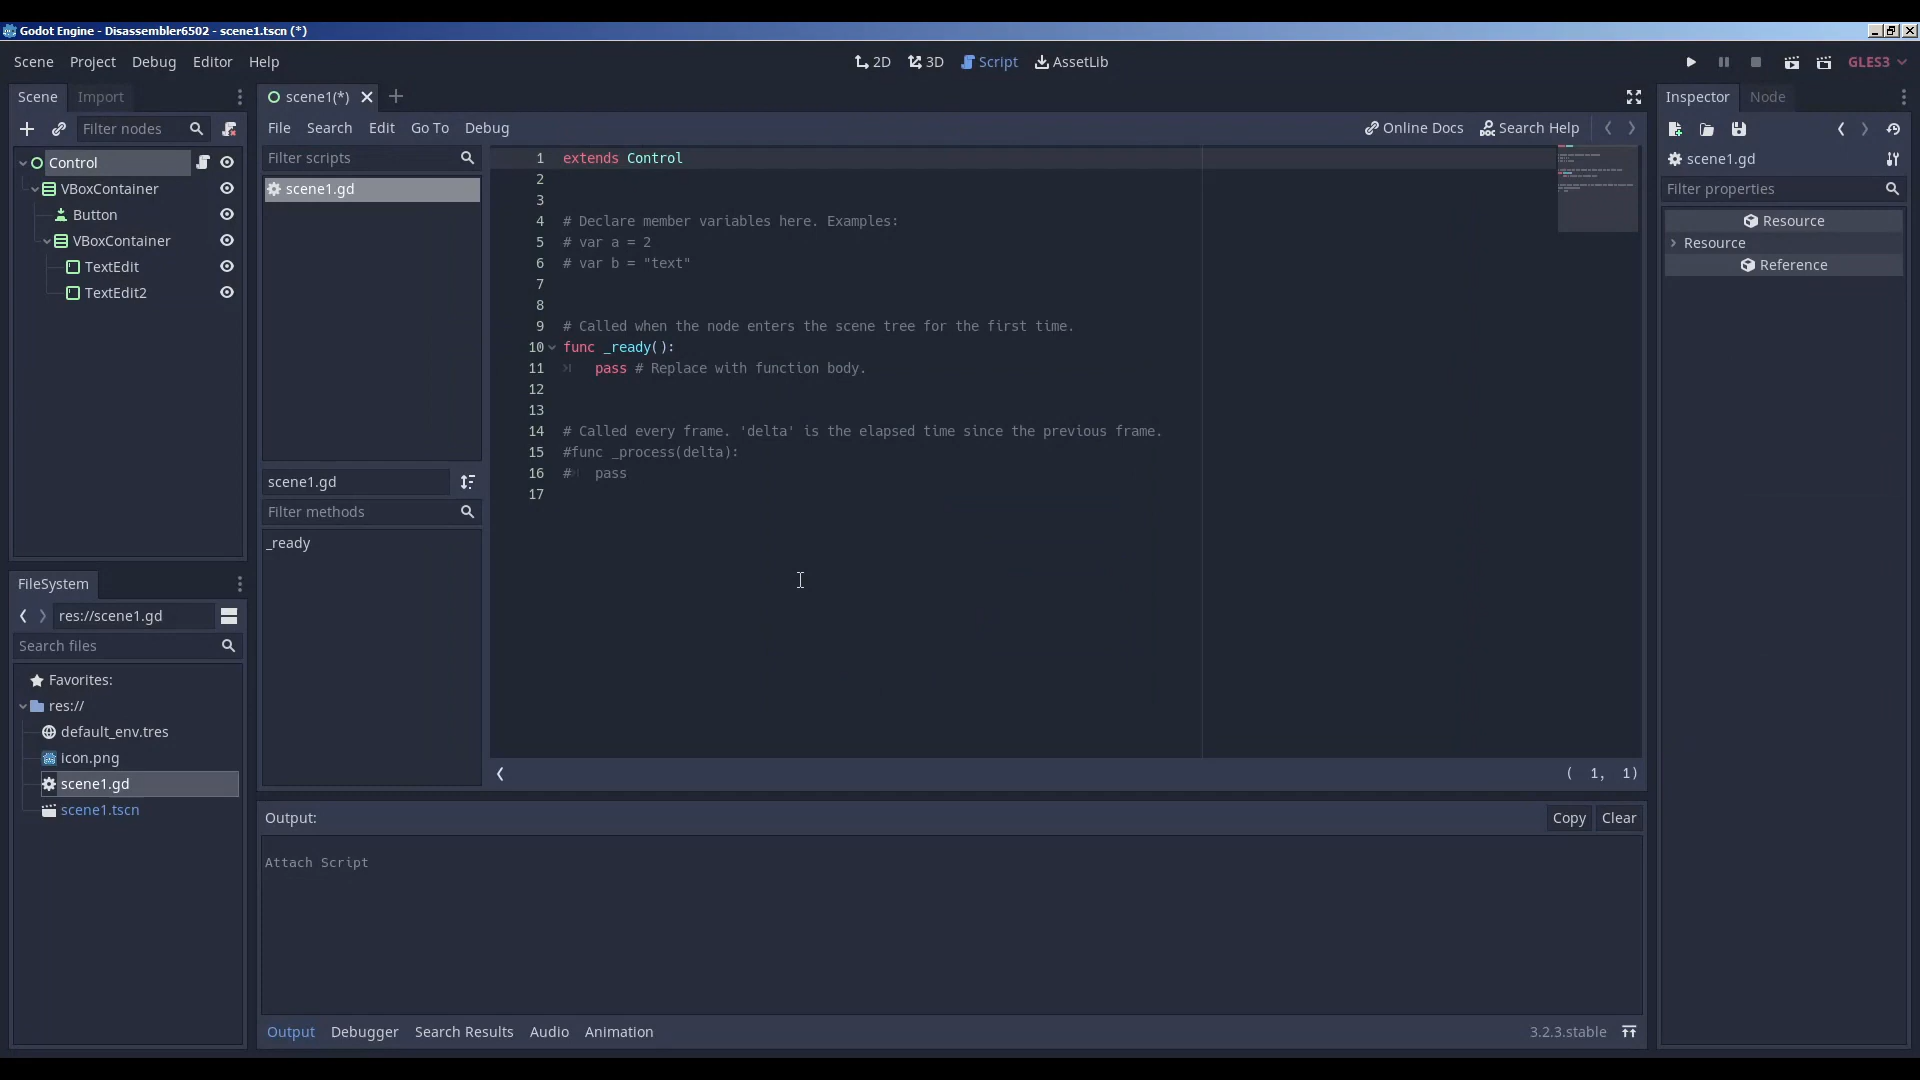 Godot Engine - Disassembler6502 - scene1.tscn (*)
Scene Project Debug Editor Help
2D 3D Script AssetLib
GLES3
Scene Import
Filter nodes
Control
VBoxContainer
Button
VBoxContainer
TextEdit
TextEdit2
FileSystem
res://scene1.gd
Search files
Favorites:
res://
default_env.tres
icon.png
scene1.gd
scene1.tscn
scene1(*)
File Search Edit Go To Debug
Online Docs Search Help
Filter scripts
scene1.gd
scene1.gd
Filter methods
_ready
1 extends Control
2
3
4 # Declare member variables here. Examples:
5 # var a = 2
6 # var b = "text"
7
8
9 # Called when the node enters the scene tree for the first time.
10 func _ready():
11 pass # Replace with function body.
12
13
14 # Called every frame. 'delta' is the elapsed time since the previous frame.
15 #func _process(delta):
16 # pass
17
( 1, 1)
Output:
Copy Clear
Attach Script
Output Debugger Search Results Audio Animation
3.2.3.stable
Inspector Node
scene1.gd
Filter properties
Resource
Resource
Reference